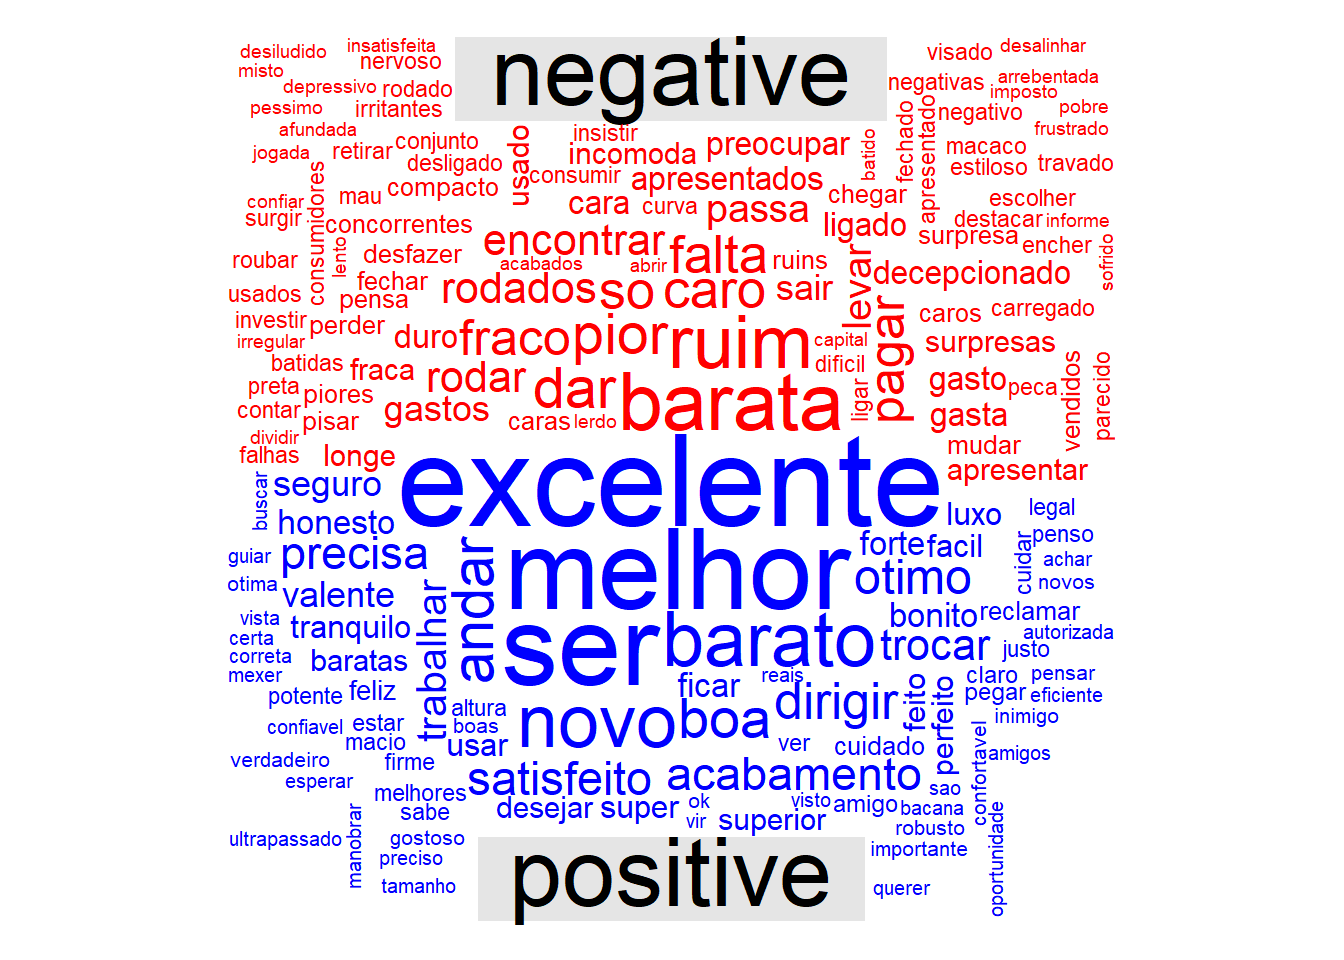 negative
desiludido
insatisfeita
visado
desalinhar
misto
nervoso
depressivo
rodado
negativas
arrebentada
imposto
pessimo
irritantes
negativo
pobre
afundada
conjunto
usado
insistir
preocupar
batido
fechado
apresentado
macaco
frustrado
jogada
retirar
desligado
consumir
incomoda
estiloso
travado
consumidores
mau
compacto
apresentados
chegar
escolher
confiar
surgir
concorrentes
cara
curva
passa
ligado
destacar
informe
surpresa
encher
roubar
lento
desfazer
encontrar
acabados
falta
abrir
ruins
levar
decepcionado
sofrido
usados
fechar
pensa
rodados
so
caro
sair
pagar
caros
carregado
investir
irregular
perder
duro
fraco
pior
ruim
capital
dificil
surpresas
batidas
fraca
preta
piores
rodar
dar
barata
ligar
gasto
peca
vendidos
parecido
contar
pisar
gastos
caras
lerdo
gasta
dividir
falhas
longe
mudar
apresentar
excelente
buscar
seguro
honesto
luxo
legal
guiar
precisa
andar
melhor
forte
facil
cuidar
penso
achar
otima
valente
otimo
novos
vista
tranquilo
trabalhar
ser
barato
bonito
reclamar
certa
correta
baratas
trocar
justo
autorizada
mexer
potente
feliz
ficar
reais
dirigir
feito
perfeito
claro
pensar
pegar
eficiente
confiavel
estar
altura
boas
novo
boa
inimigo
macio
usar
ver
cuidado
confortavel
amigos
verdadeiro
firme
satisfeito
acabamento
esperar
melhores
sabe
desejar
super
ok
vir
visto
superior
amigo
sao
bacana
ultrapassado
manobrar
gostoso
robusto
oportunidade
preciso
importante
tamanho
querer
positive